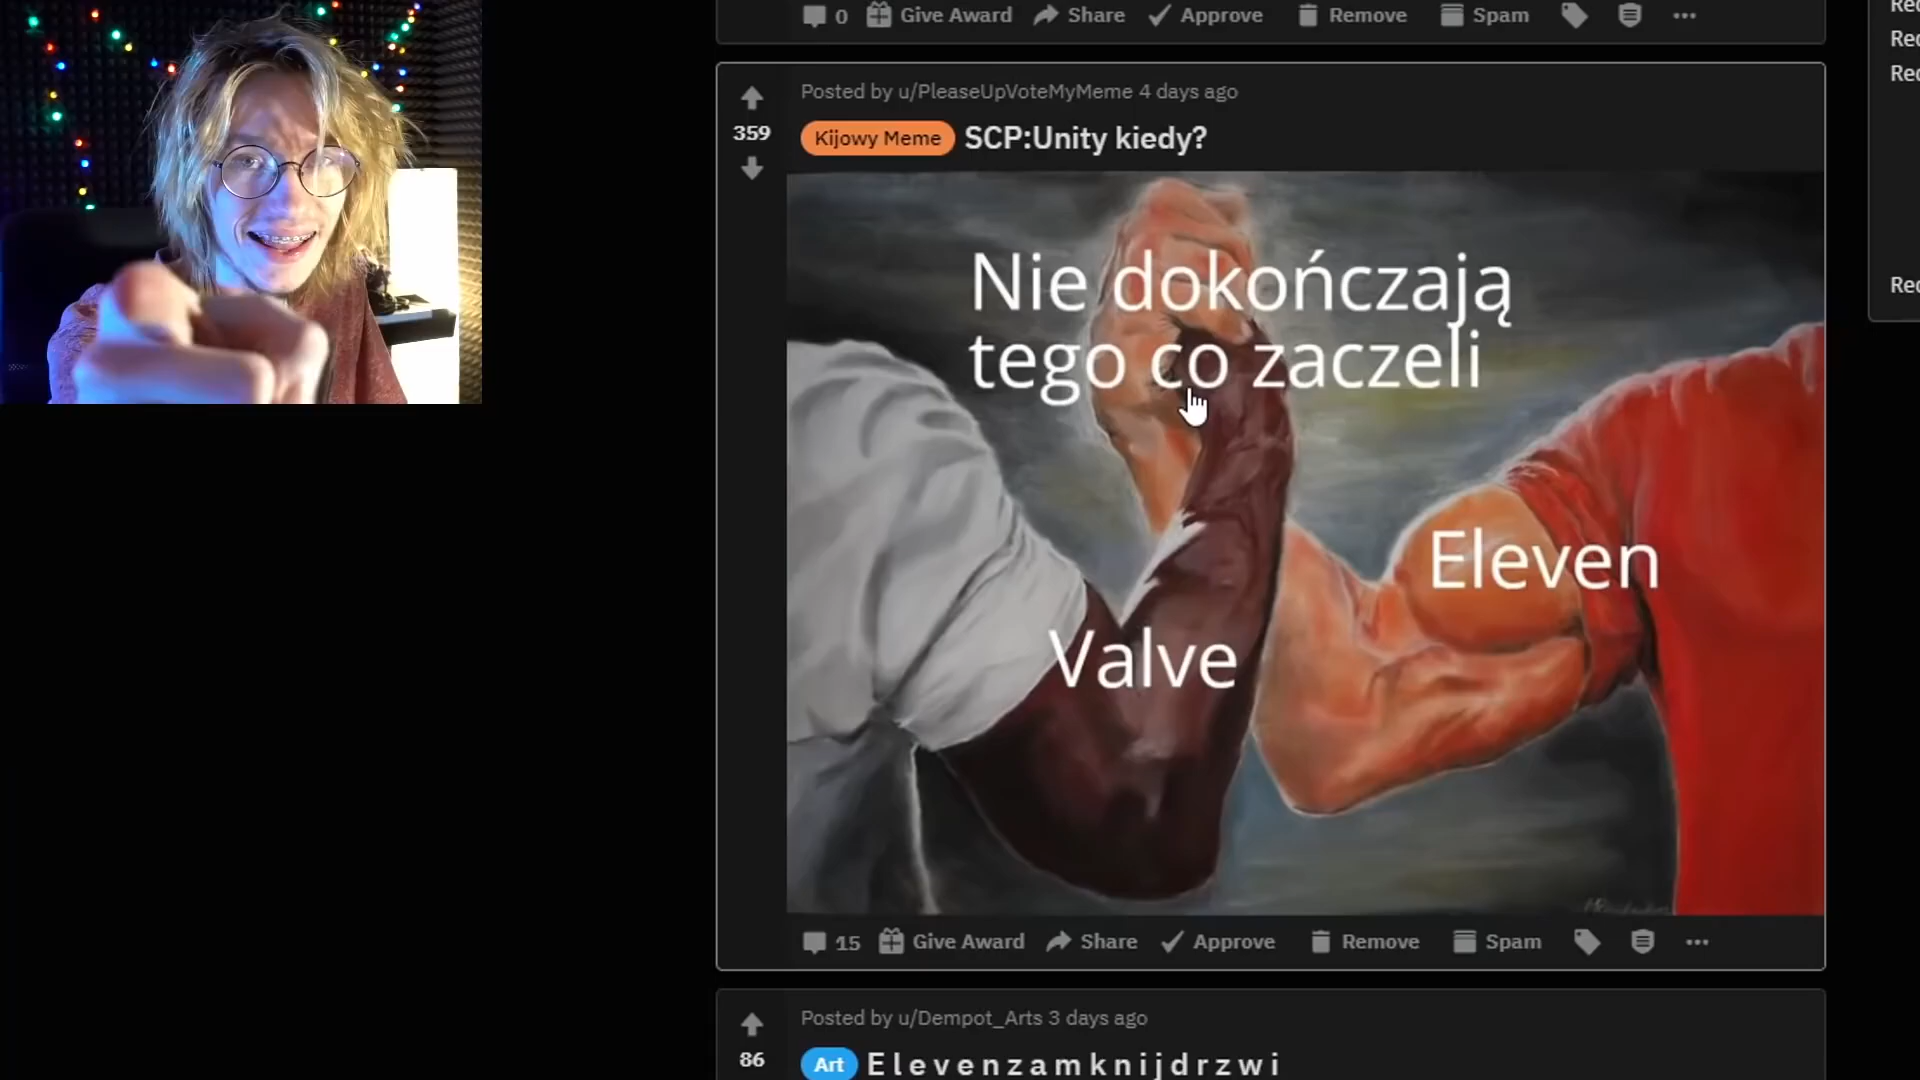 0 Give Award Share Approve Remove Spam
Posted by u/PleaseUpVoteMyMeme 4 days ago
359
Kijowy Meme SCP:Unity kiedy?
Nie dokończają
tego co zaczeli
Eleven
Valve
15 Give Award Share Approve Remove Spam
Posted by u/Dempot_Arts 3 days ago
86
Art E l e v e n z a m k n i j d r z w i